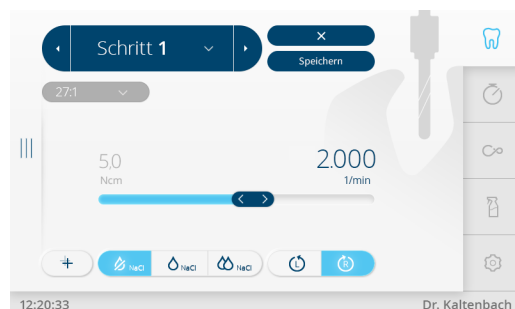 Schritt 1
Speichern
27:1
5,0
Ncm
2.000
1/min
NaCl
NaCl
NaCl
L
R
12:20:33
Dr. Kaltenbach